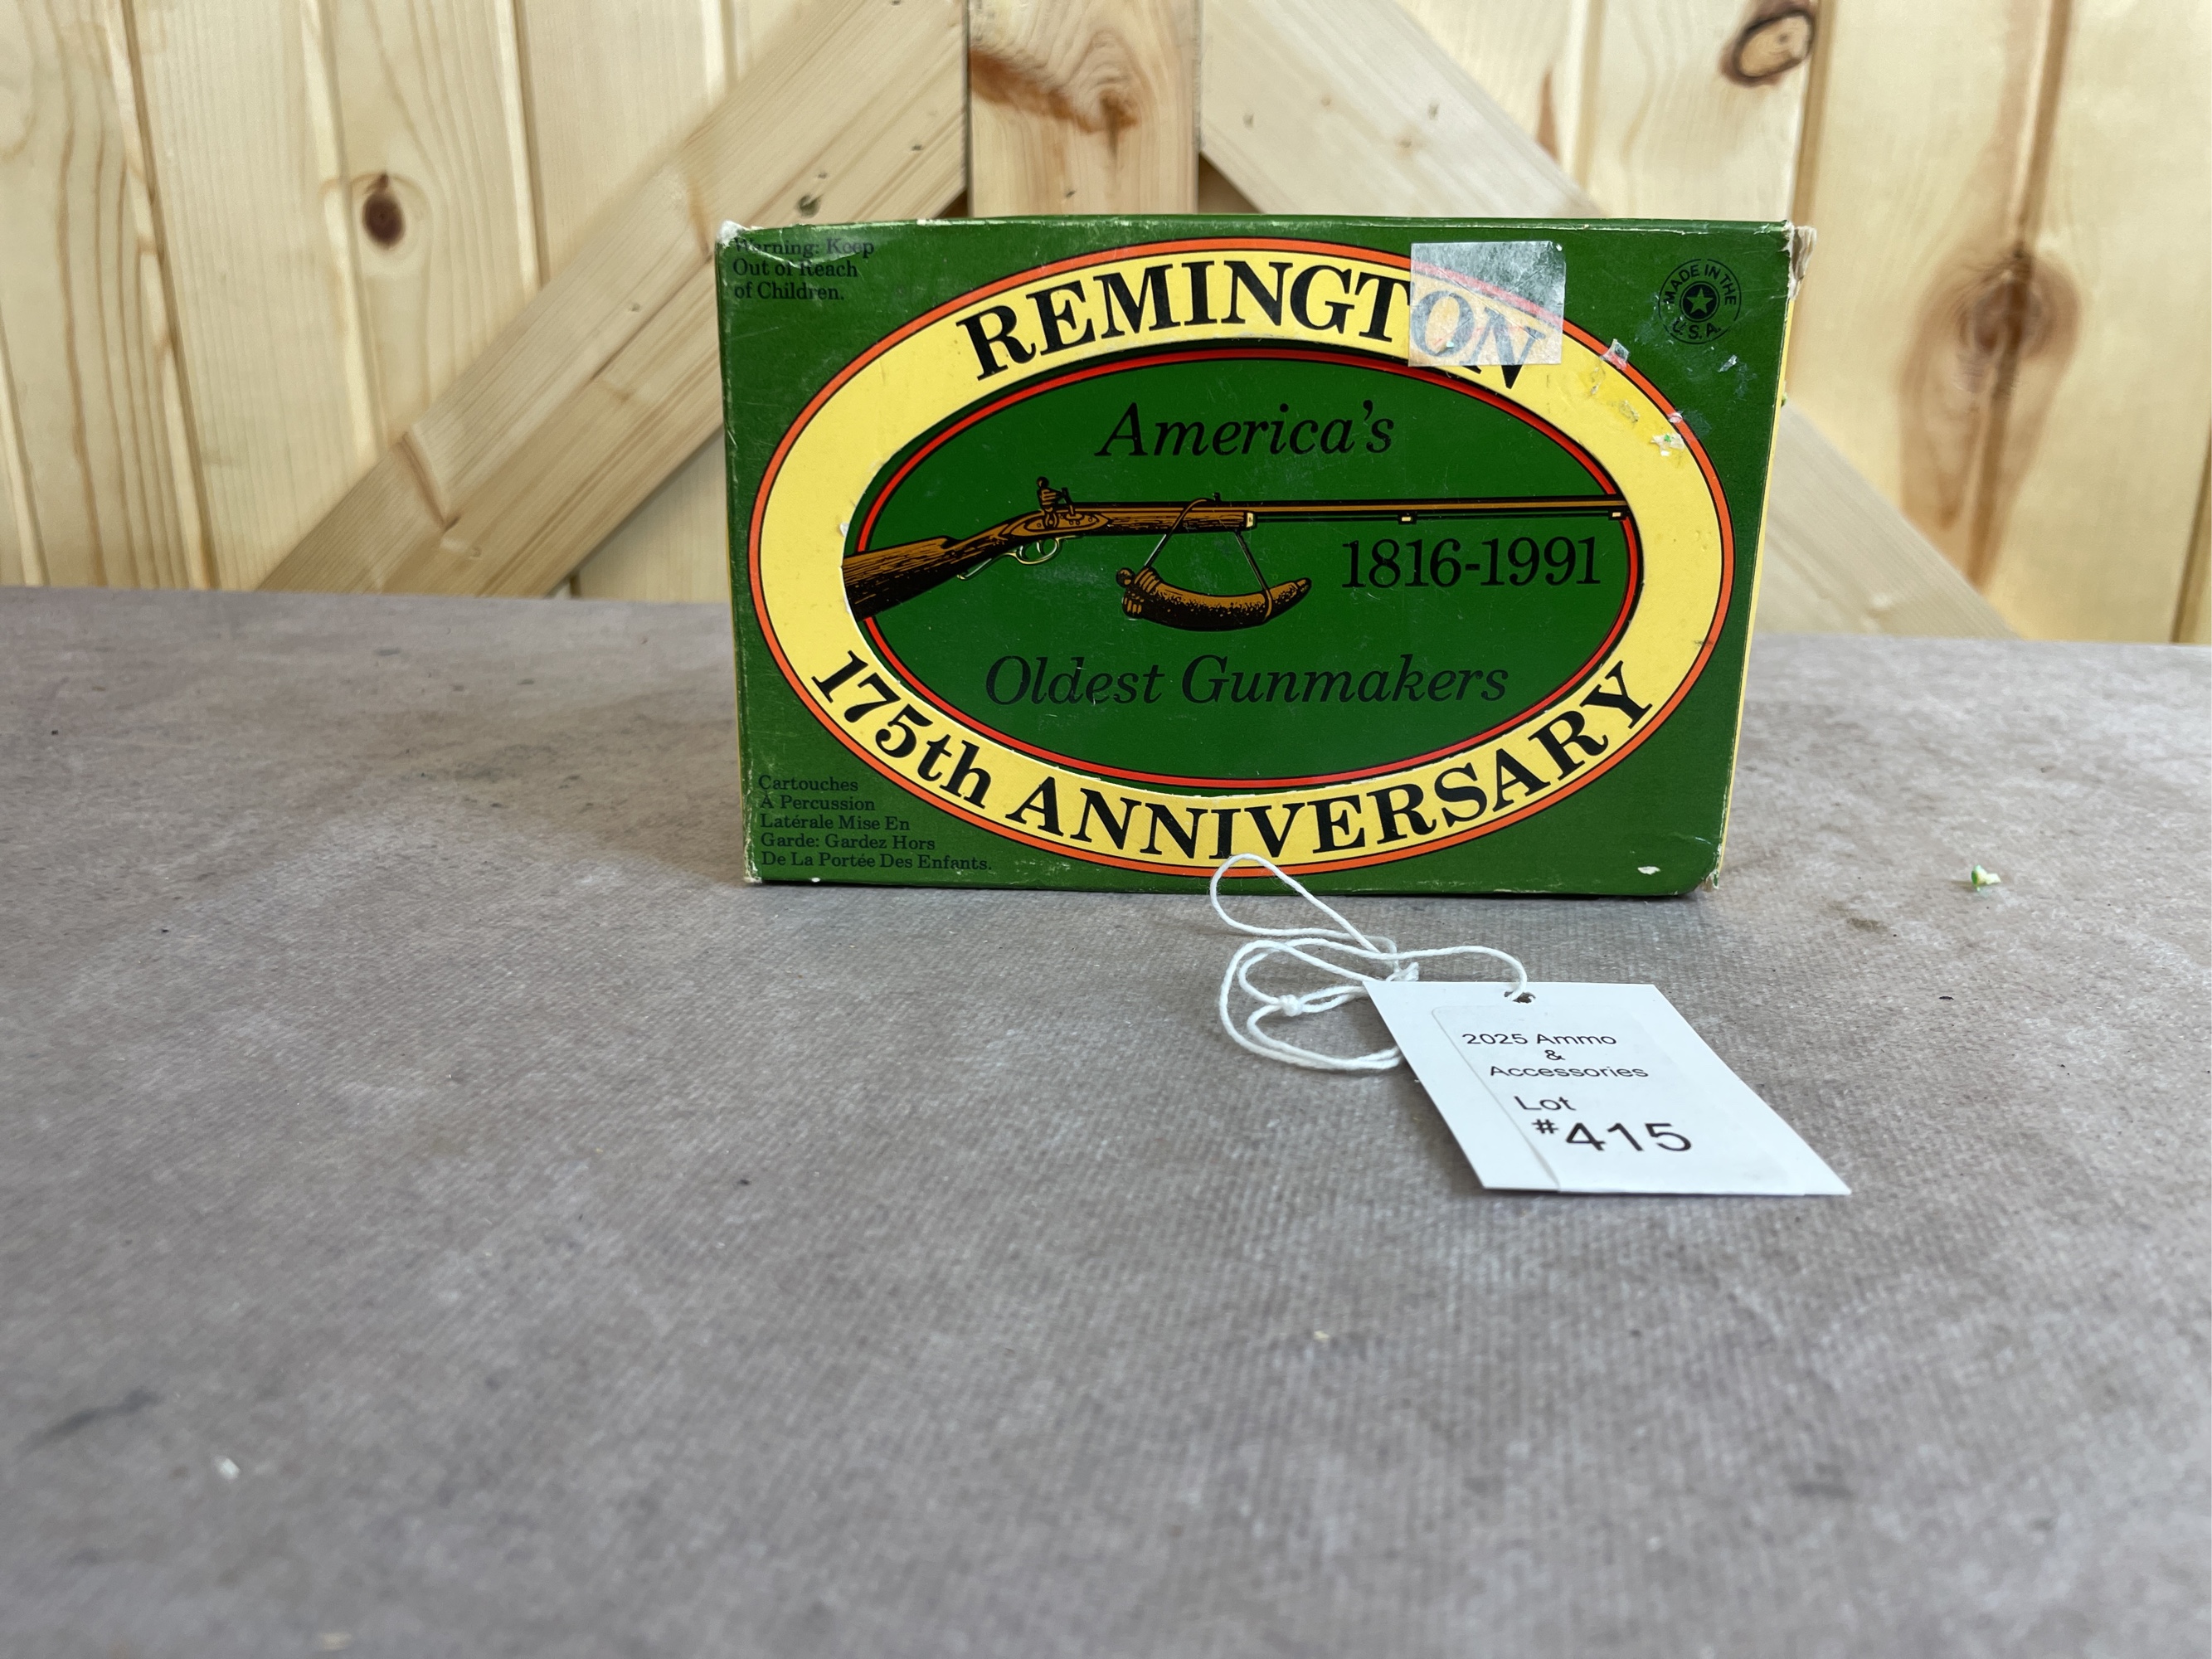 Warning: Keep
Out of Reach
of Children.
REMINGTON
MADE IN THE
U.S.A.
America's
1816-1991
Oldest Gunmakers
175th ANNIVERSARY
Cartouches
À Percussion
Latérale Mise En
Garde: Gardez Hors
De La Portée Des Enfants.
2025 Ammo
&
Accessories
Lot
#415